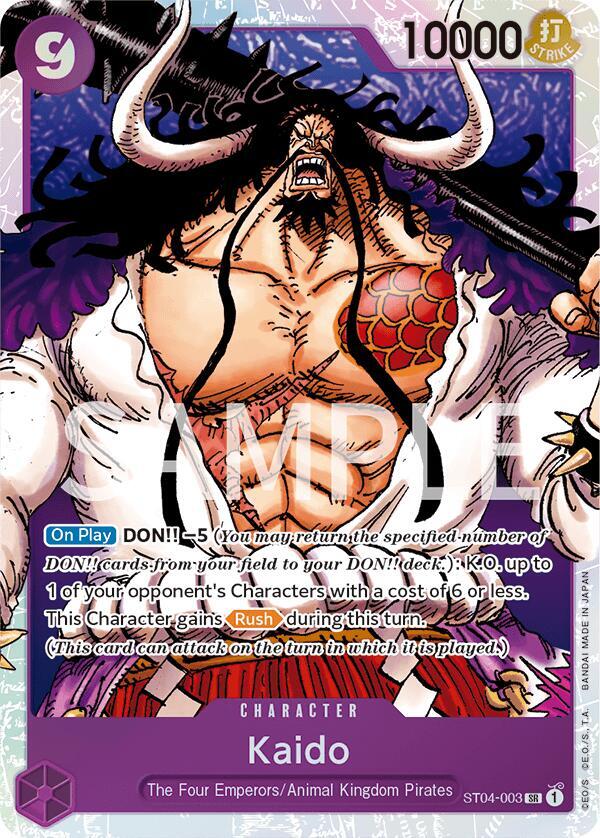 9
10000
打
STRIKE
SAMPLE
On Play DON!! −5 (You may return the specified number of
DON!! cards from your field to your DON!! deck.): K.O. up to
1 of your opponent's Characters with a cost of 6 or less.
This Character gains Rush during this turn.
(This card can attack on the turn in which it is played.)
CHARACTER
Kaido
The Four Emperors/Animal Kingdom Pirates
ST04-003 SR 1
©EO/S ©E.O./S., T.A. BANDAI MADE IN JAPAN